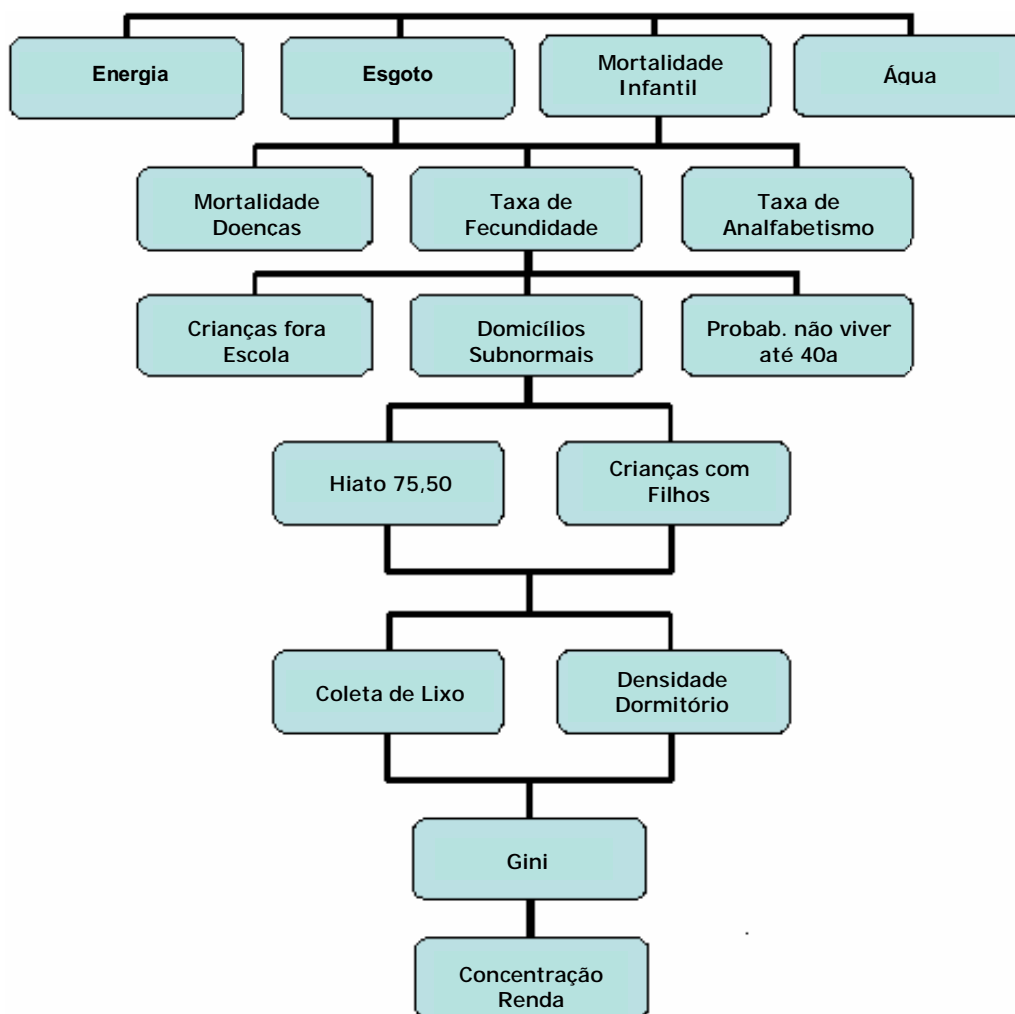 Energia
Esgoto
Mortalidade
Infantil
Água
Mortalidade
Doenças
Taxa de
Fecundidade
Taxa de
Analfabetismo
Crianças fora
Escola
Domicílios
Subnormais
Probab. não viver
até 40a
Hiato 75,50
Crianças com
Filhos
Coleta de Lixo
Densidade
Dormitório
Gini
Concentração
Renda